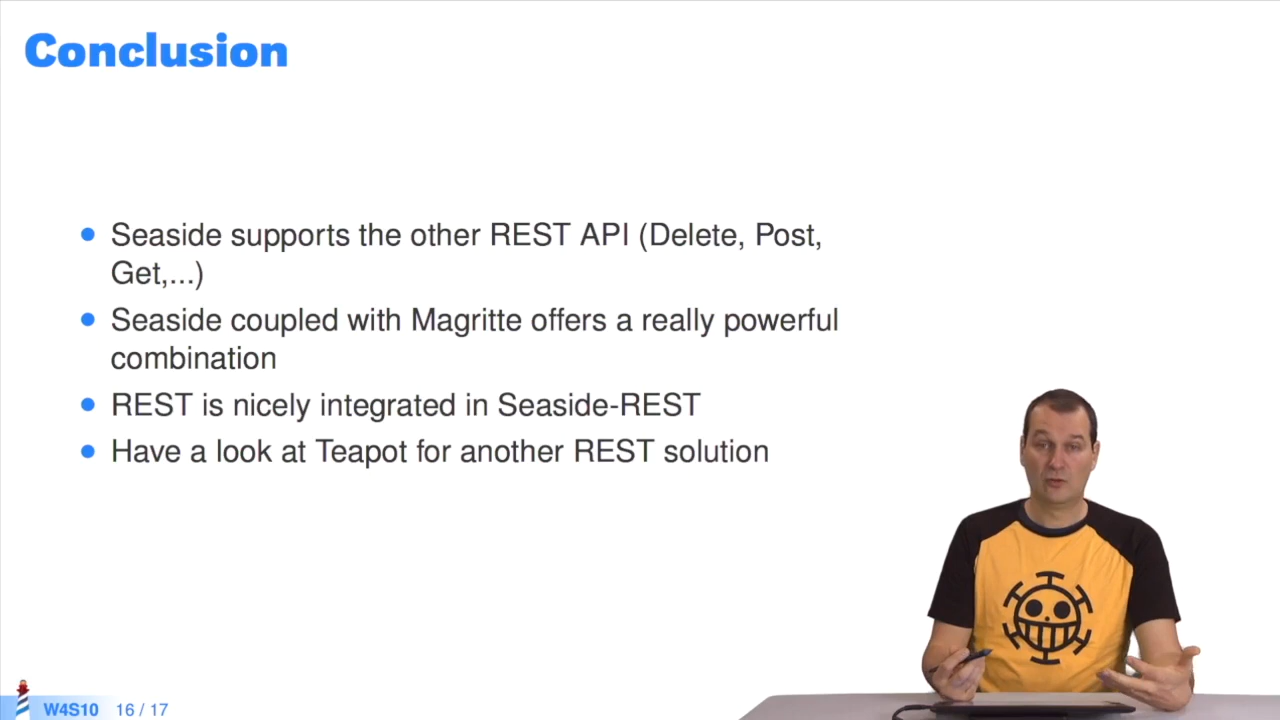 Conclusion
Seaside supports the other REST API (Delete, Post,
Get,...)
Seaside coupled with Magritte offers a really powerful
combination
REST is nicely integrated in Seaside-REST
Have a look at Teapot for another REST solution
W4S10 16 / 17